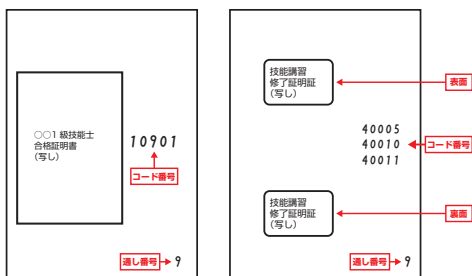 ○○1 級技能士
合格証明書
(写し)
10901
コード番号
通し番号
9
技能講習
修了証明証
(写し)
表面
40005
40010
コード番号
40011
技能講習
修了証明証
(写し)
裏面
通し番号
9